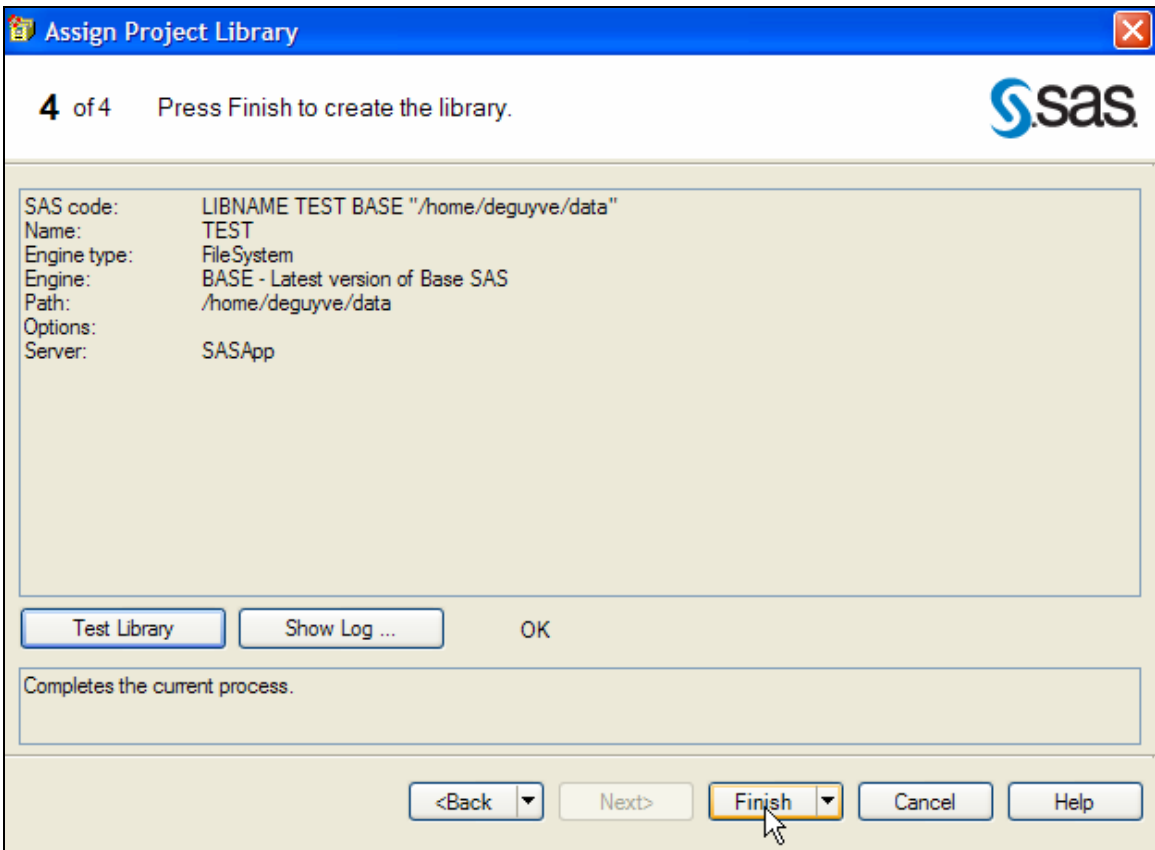 Assign Project Library
4 of 4 Press Finish to create the library.
sas
SAS code: LIBNAME TEST BASE "/home/deguyve/data"
Name: TEST
Engine type: FileSystem
Engine: BASE - Latest version of Base SAS
Path: /home/deguyve/data
Options:
Server: SASApp
Test Library Show Log ... OK
Completes the current process.
<Back Next> Finish Cancel Help